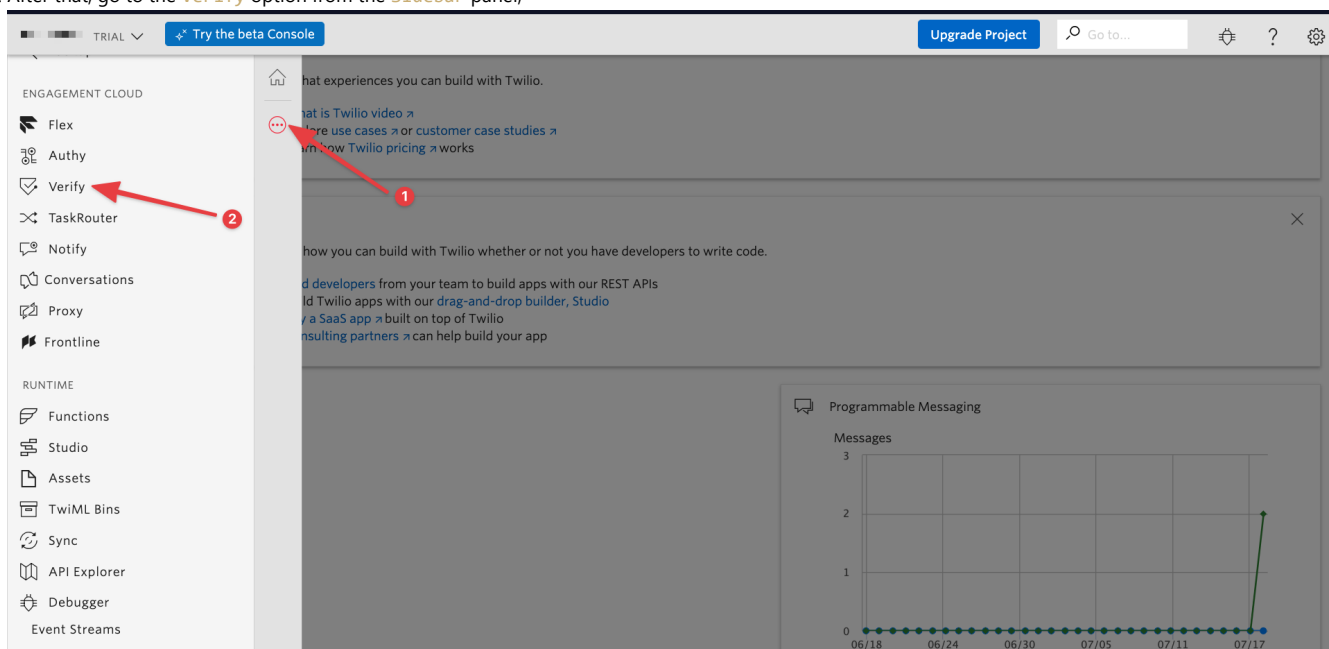 After that, go to the Verify option from the Sidebar panel,
TRIAL
Try the beta Console
Upgrade Project
Go to...
?
ENGAGEMENT CLOUD
Flex
Authy
Verify
TaskRouter
Notify
Conversations
Proxy
Frontline
RUNTIME
Functions
Studio
Assets
TwiML Bins
Sync
API Explorer
Debugger
Event Streams
1
2
hat experiences you can build with Twilio.
hat is Twilio video
use cases or customer case studies
how Twilio pricing works
how you can build with Twilio whether or not you have developers to write code.
d developers from your team to build apps with our REST APIs
ld Twilio apps with our drag-and-drop builder, Studio
y a SaaS app built on top of Twilio
nsulting partners can help build your app
Programmable Messaging
Messages
3
2
1
0
06/18 06/24 06/30 07/05 07/11 07/17